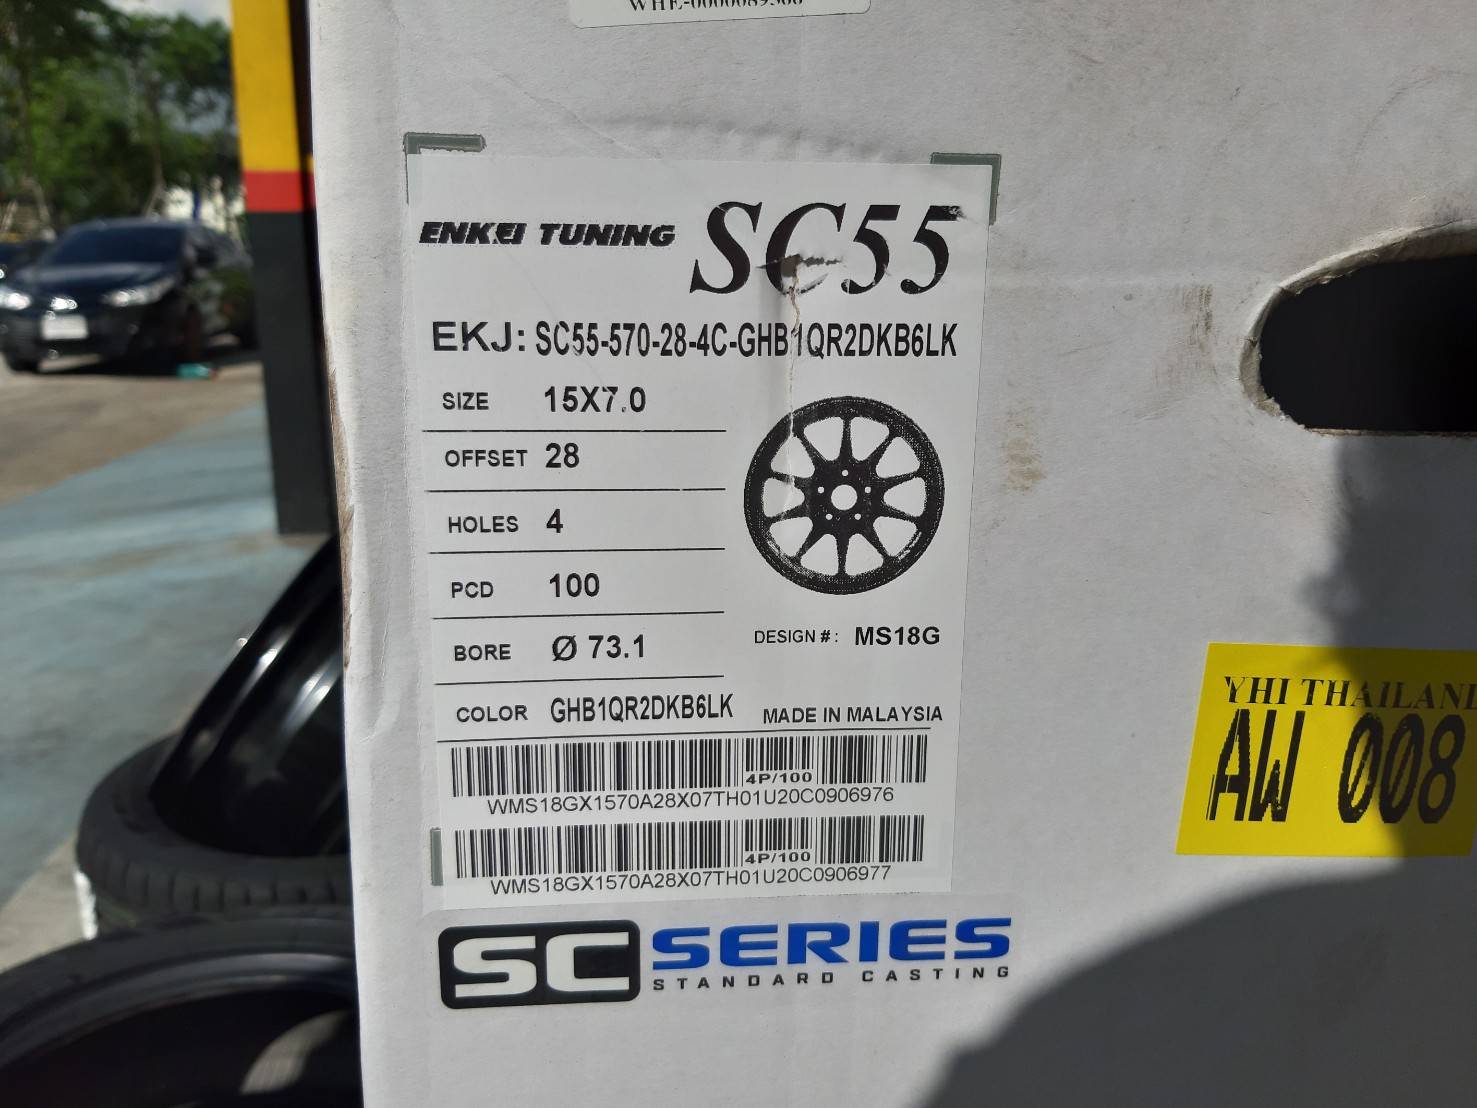 ENKEI TUNING SC55
EKJ: SC55-570-28-4C-GHB1QR2DKB6LK
SIZE 15X7.0
OFFSET 28
HOLES 4
PCD 100
BORE Ø 73.1
DESIGN #: MS18G
COLOR GHB1QR2DKB6LK
MADE IN MALAYSIA
4P/100
WMS18GX1570A28X07TH01U20C0906976
4P/100
WMS18GX1570A28X07TH01U20C0906977
SC SERIES
STANDARD CASTING
YHI THAILAND
AW 008